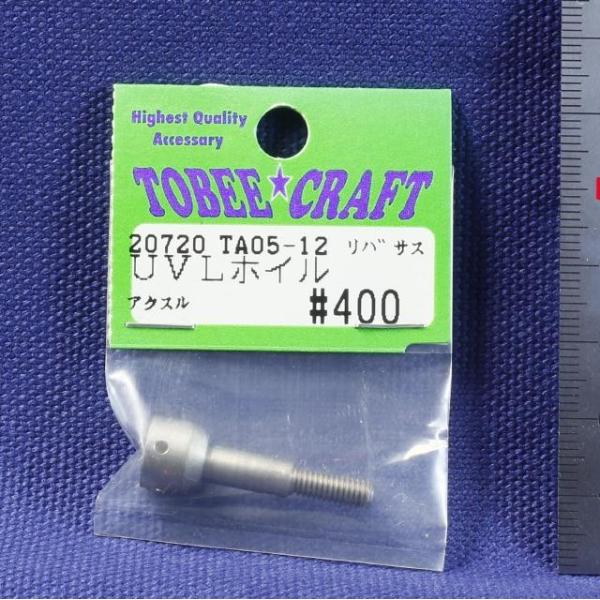 Highest Quality
Accessary
TOBEE★CRAFT
20720 TA05-12 リバサス
UVLホイル
アクスル #400